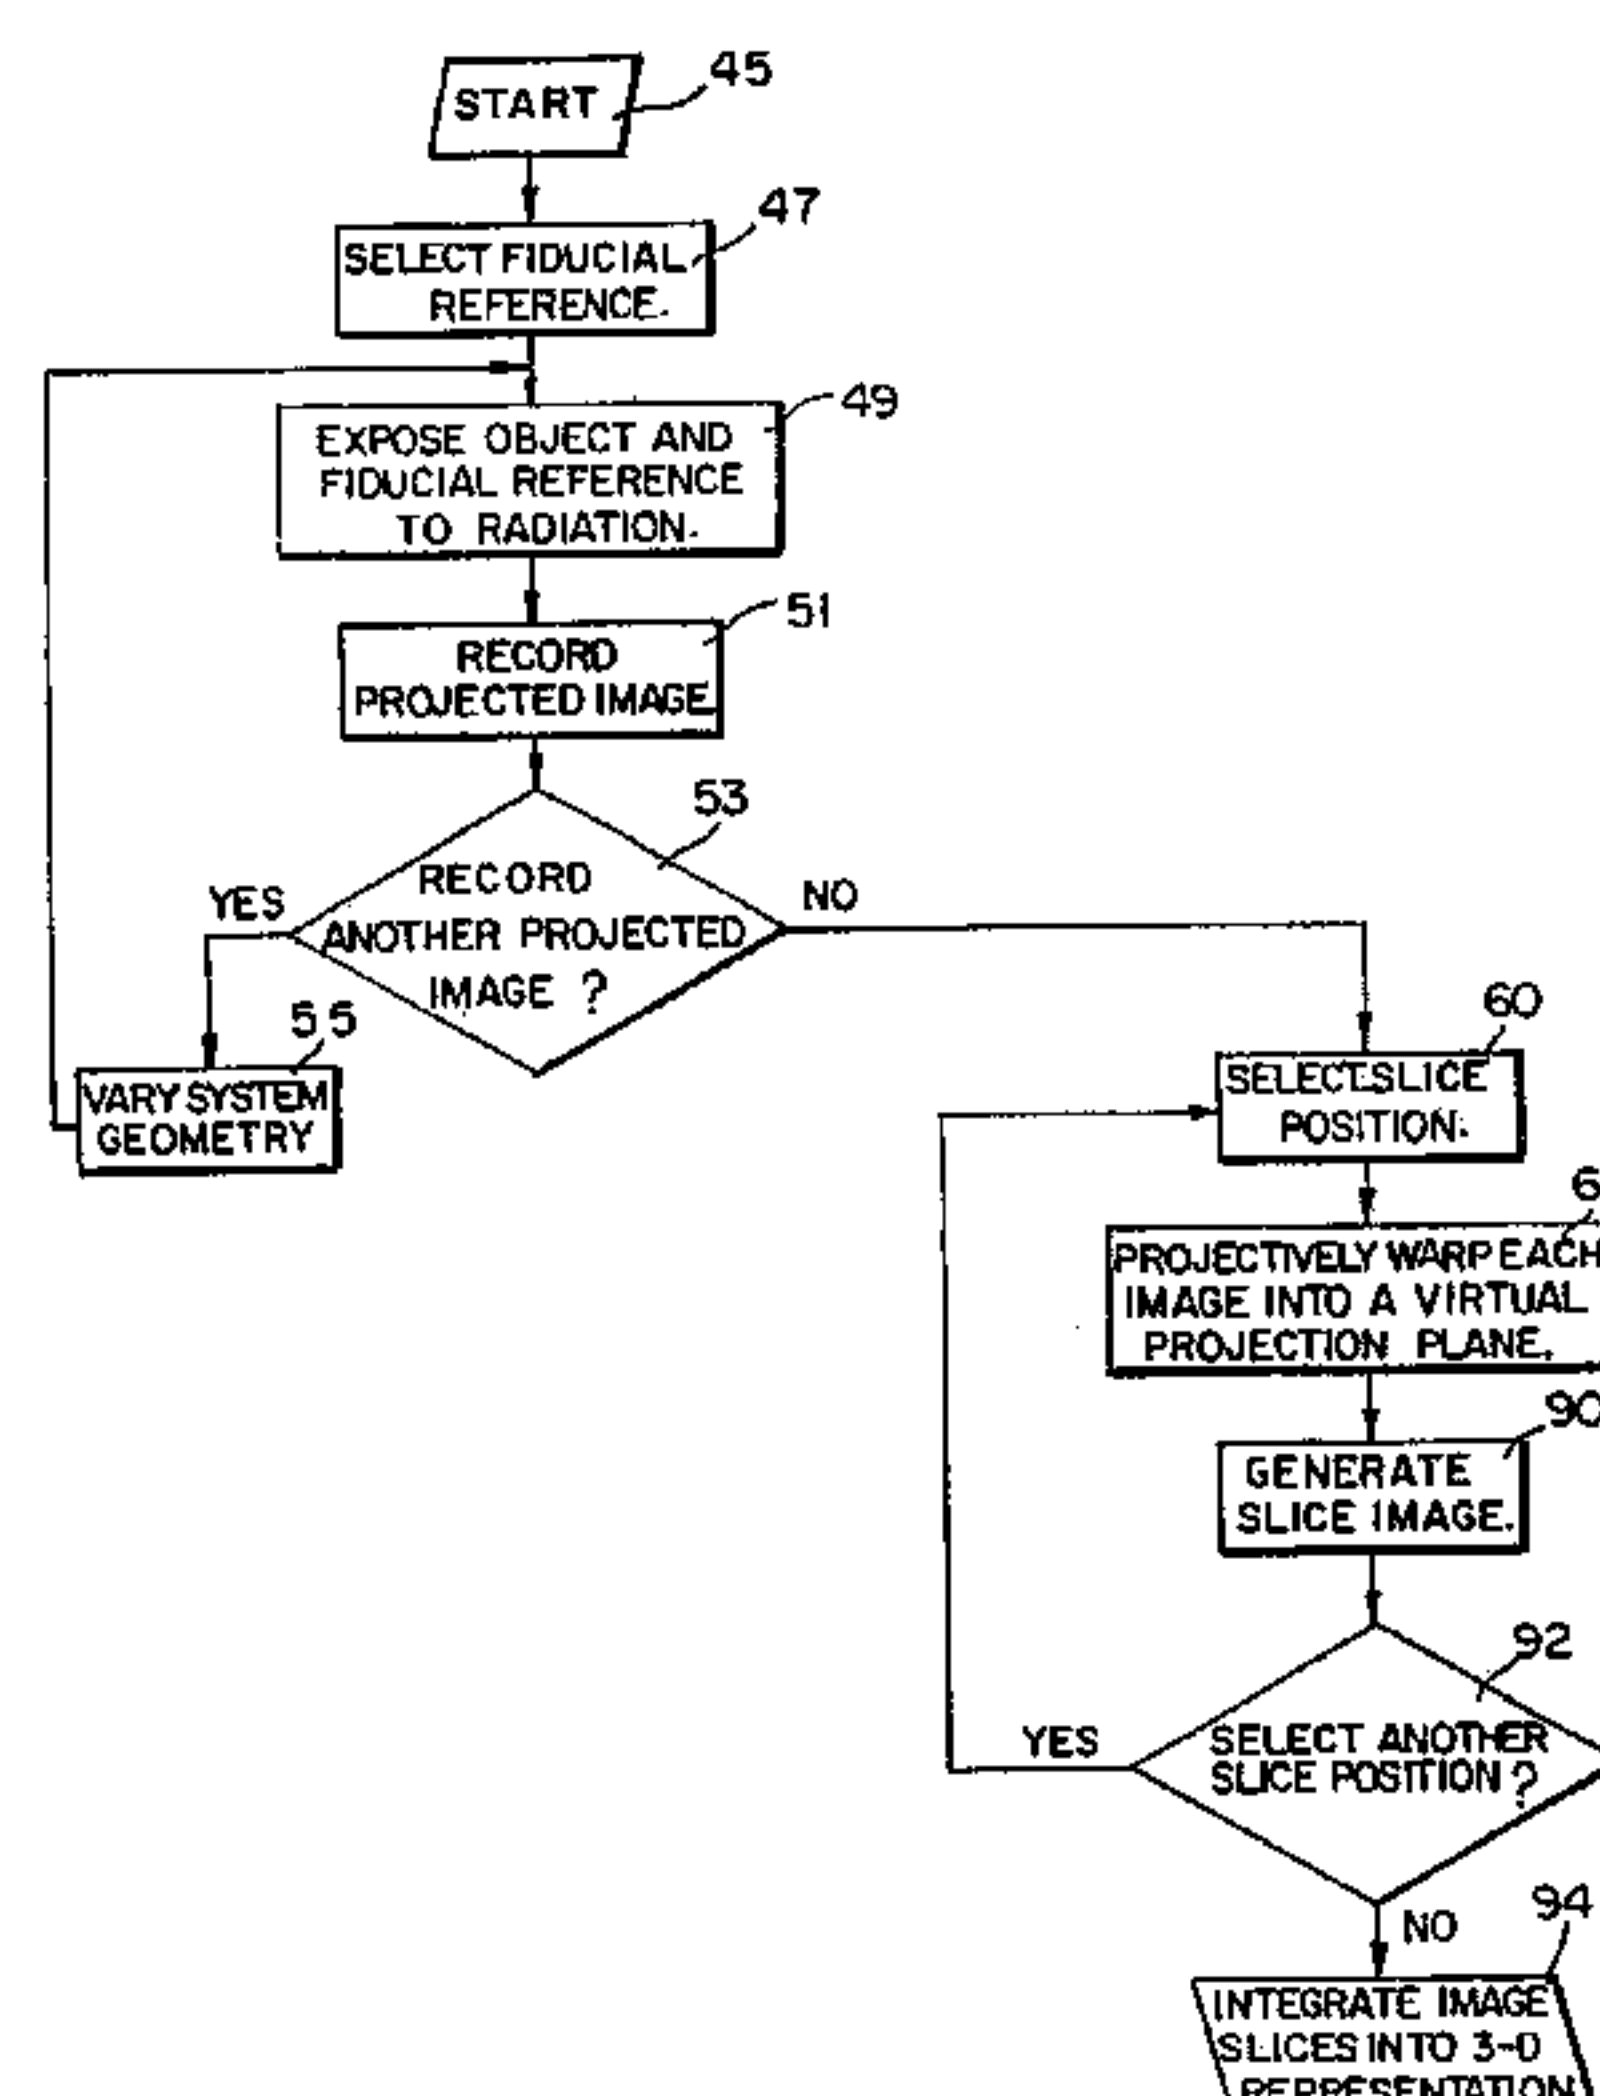 START
45
SELECT FIDUCIAL
REFERENCE.
47
EXPOSE OBJECT AND
FIDUCIAL REFERENCE
TO RADIATION.
49
RECORD
PROJECTED IMAGE.
51
RECORD
ANOTHER PROJECTED
IMAGE ?
53
YES
NO
55
VARY SYSTEM
GEOMETRY
60
SELECT SLICE
POSITION.
PROJECTIVELY WARP EACH
IMAGE INTO A VIRTUAL
PROJECTION PLANE.
90
GENERATE
SLICE IMAGE.
92
SELECT ANOTHER
SLICE POSITION ?
YES
NO
94
INTEGRATE IMAGE
SLICES INTO 3-D
REPRESENTATION